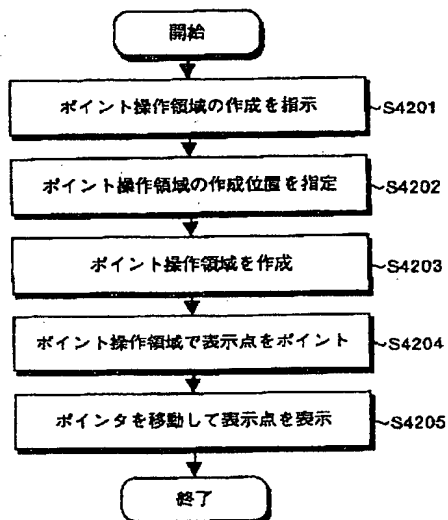 開始
ポイント操作領域の作成を指示
~S4201
ポイント操作領域の作成位置を指定
~S4202
ポイント操作領域を作成
~S4203
ポイント操作領域で表示点をポイント
~S4204
ポインタを移動して表示点を表示
~S4205
終了